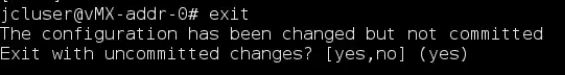 jcluser@vMX-addr-0# exit
The configuration has been changed but not committed
Exit with uncommitted changes? [yes,no] (yes)